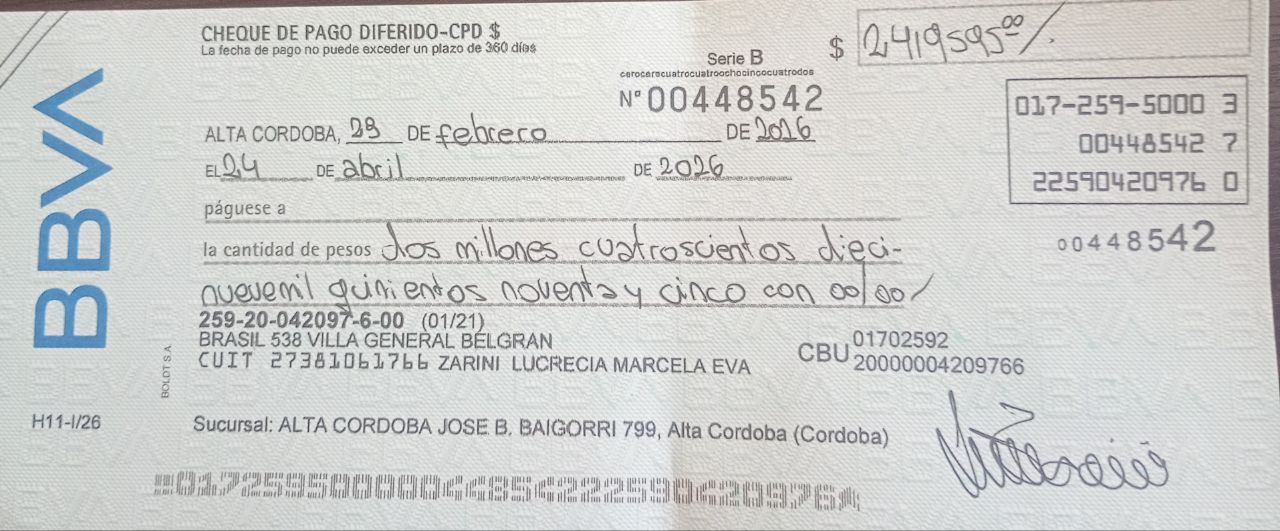 CHEQUE DE PAGO DIFERIDO-CPD $
La fecha de pago no puede exceder un plazo de 360 días
$ 241959500/.
Serie B
cerocerocuatrocuatroochocincocuatrodos
N° 00448542
017-259-5000 3
00448542 7
22590420976 0
ALTA CORDOBA, 28 DE febrero DE 2026
EL 24 DE abril DE 2026
páguese a
00448542
la cantidad de pesos dos millones cuatroscientos dieci-
nuevemil quinientos noventa y cinco con 00/00/
259-20-042097-6-00 (01/21)
BRASIL 538 VILLA GENERAL BELGRAN
CUIT 27381061766 ZARINI LUCRECIA MARCELA EVA
CBU 01702592
20000004209766
BBVA
BOLDT S.A.
H11-I/26
Sucursal: ALTA CORDOBA JOSE B. BAIGORRI 799, Alta Cordoba (Cordoba)